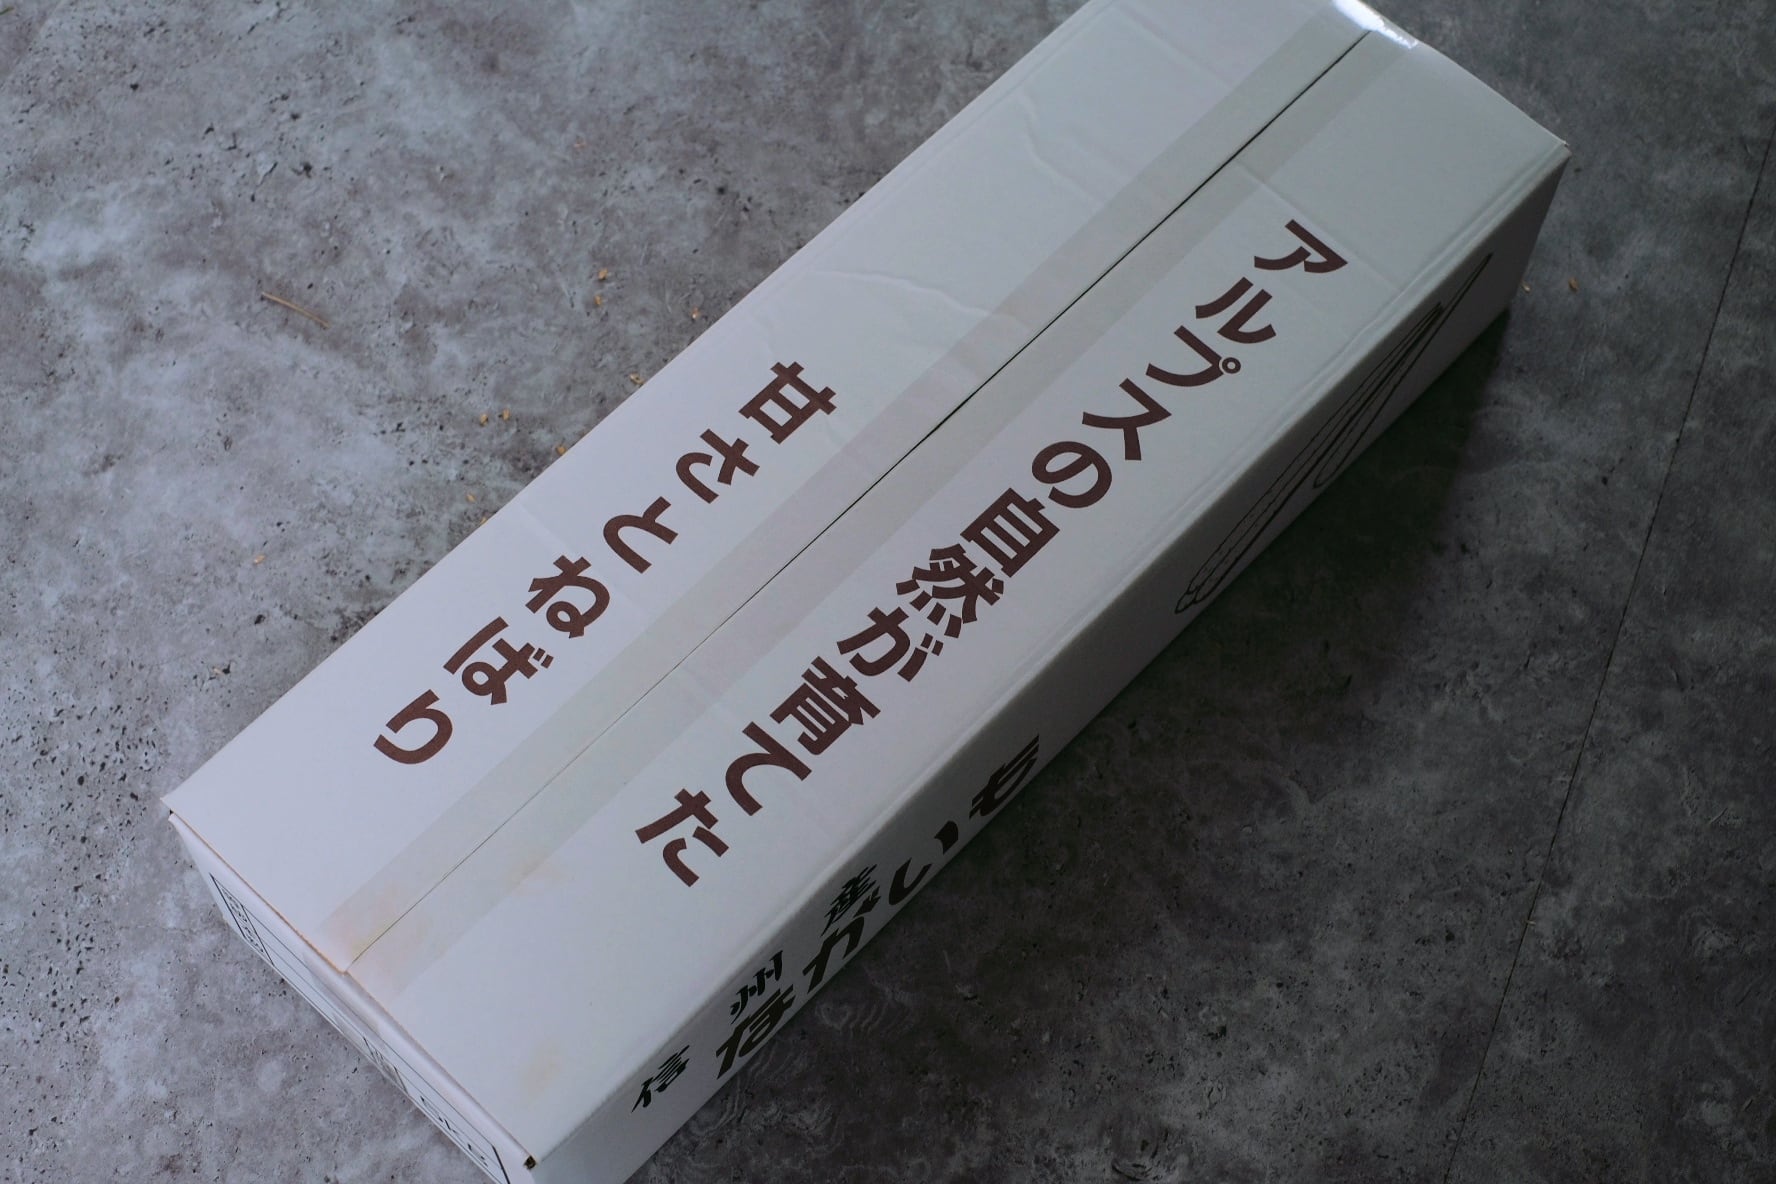 アルプスの自然が育てた
甘さとねばり
信州産
ながいも